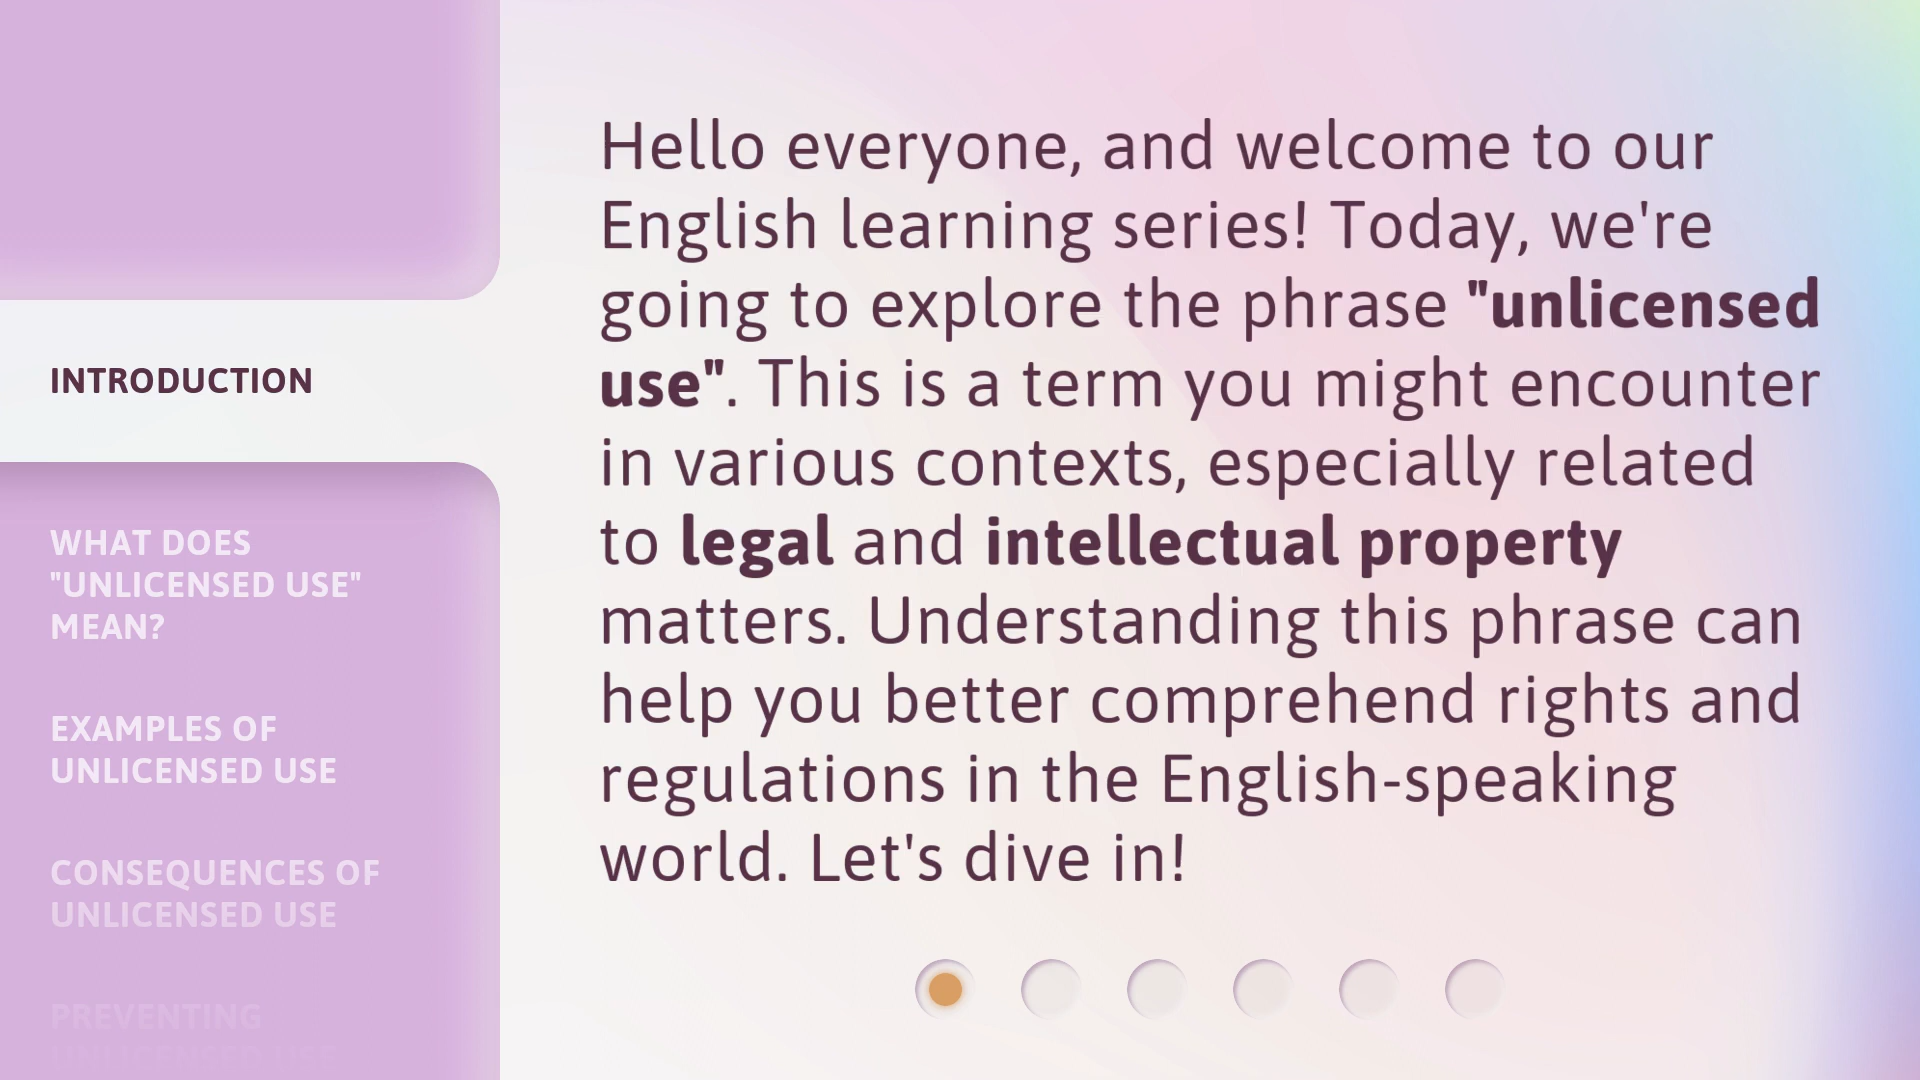 INTRODUCTION
WHAT DOES
"UNLICENSED USE"
MEAN?
EXAMPLES OF
UNLICENSED USE
CONSEQUENCES OF
UNLICENSED USE
PREVENTING
UNLICENSED USE
Hello everyone, and welcome to our
English learning series! Today, we're
going to explore the phrase "unlicensed
use". This is a term you might encounter
in various contexts, especially related
to legal and intellectual property
matters. Understanding this phrase can
help you better comprehend rights and
regulations in the English-speaking
world. Let's dive in!